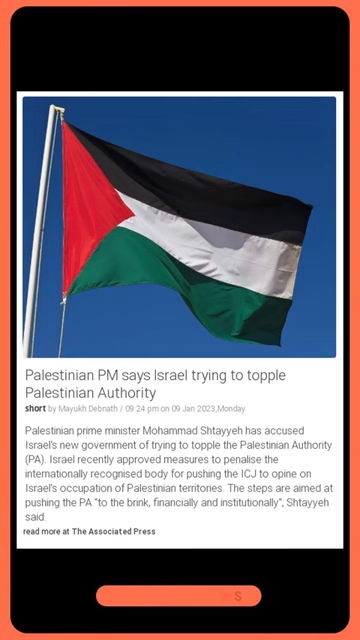 Palestinian PM says Israel trying to topple
Palestinian Authority
short by Mayukh Debnath / 09:24 pm on 09 Jan 2023,Monday
Palestinian prime minister Mohammad Shtayyeh has accused
Israel's new government of trying to topple the Palestinian Authority
(PA). Israel recently approved measures to penalise the
internationally recognised body for pushing the ICJ to opine on
Israel's occupation of Palestinian territories. The steps are aimed at
pushing the PA "to the brink, financially and institutionally", Shtayyeh
said.
read more at The Associated Press
S